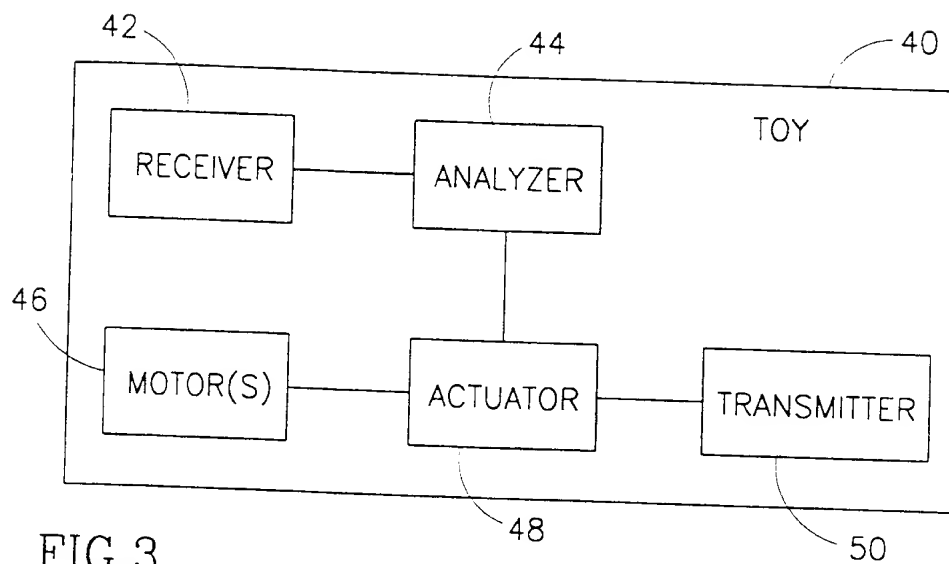 42
44
40
TOY
RECEIVER
ANALYZER
46
MOTOR(S)
ACTUATOR
TRANSMITTER
48
50
FIG.3